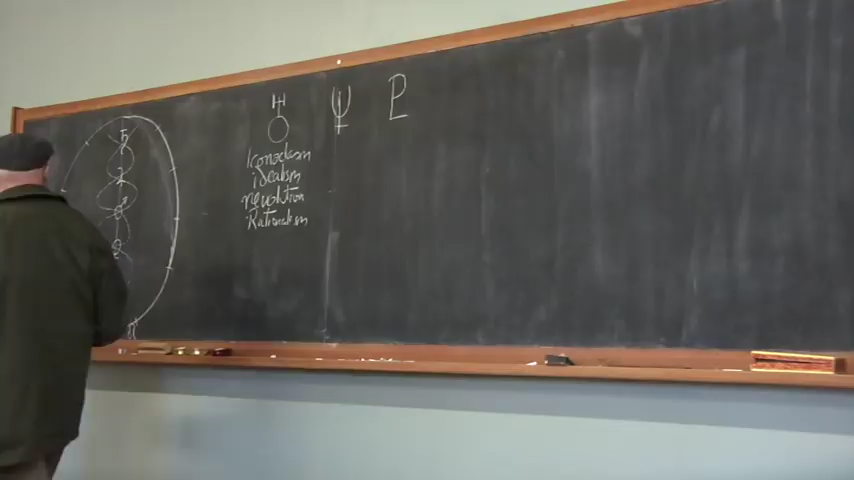 ♅ ♆ ♇
Iconoclasm
idealism
revolution
Rationalism